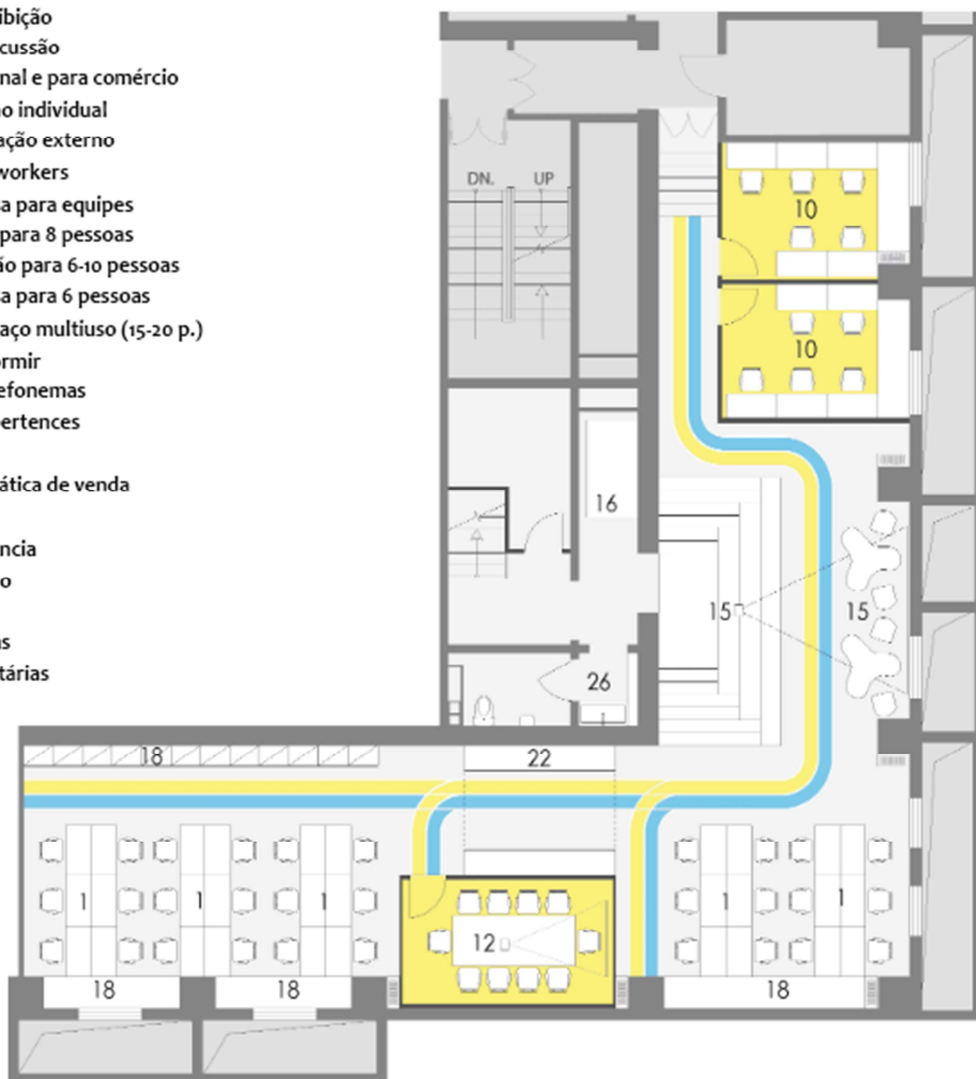 ibição
cussão
nal e para comércio
o individual
ação externo
workers
a para equipes
para 8 pessoas
ão para 6-10 pessoas
a para 6 pessoas
aço multiuso (15-20 p.)
ormir
efonemas
ertences
ática de venda
ncia
o
s
tárias
DN. UP
10
10
16
15 15
26
18 22
1 1 1 1 1
12
18 18 18